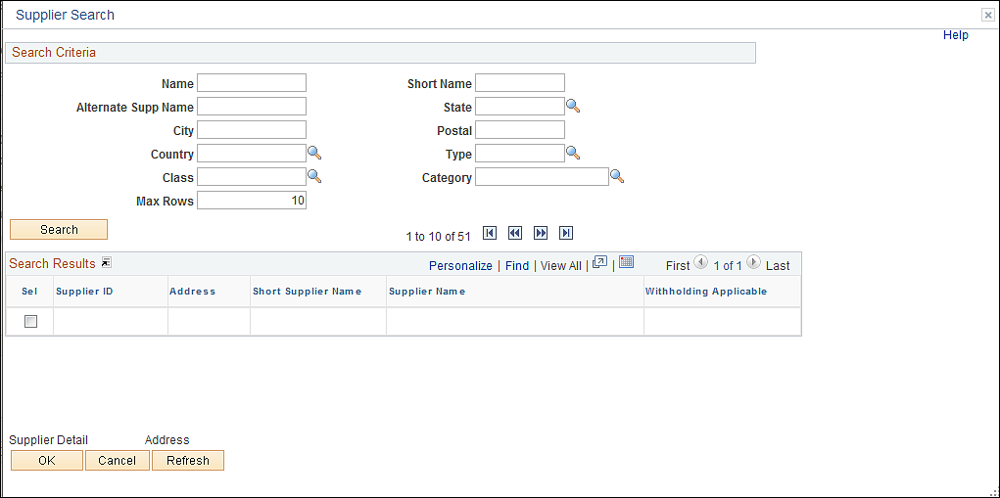 Supplier Search
Help
Search Criteria
Name Short Name
Alternate Supp Name State
City Postal
Country Type
Class Category
Max Rows 10
Search 1 to 10 of 51
Search Results Personalize | Find | View All | | First 1 of 1 Last
Sel Supplier ID Address Short Supplier Name Supplier Name Withholding Applicable
Supplier Detail Address
OK Cancel Refresh